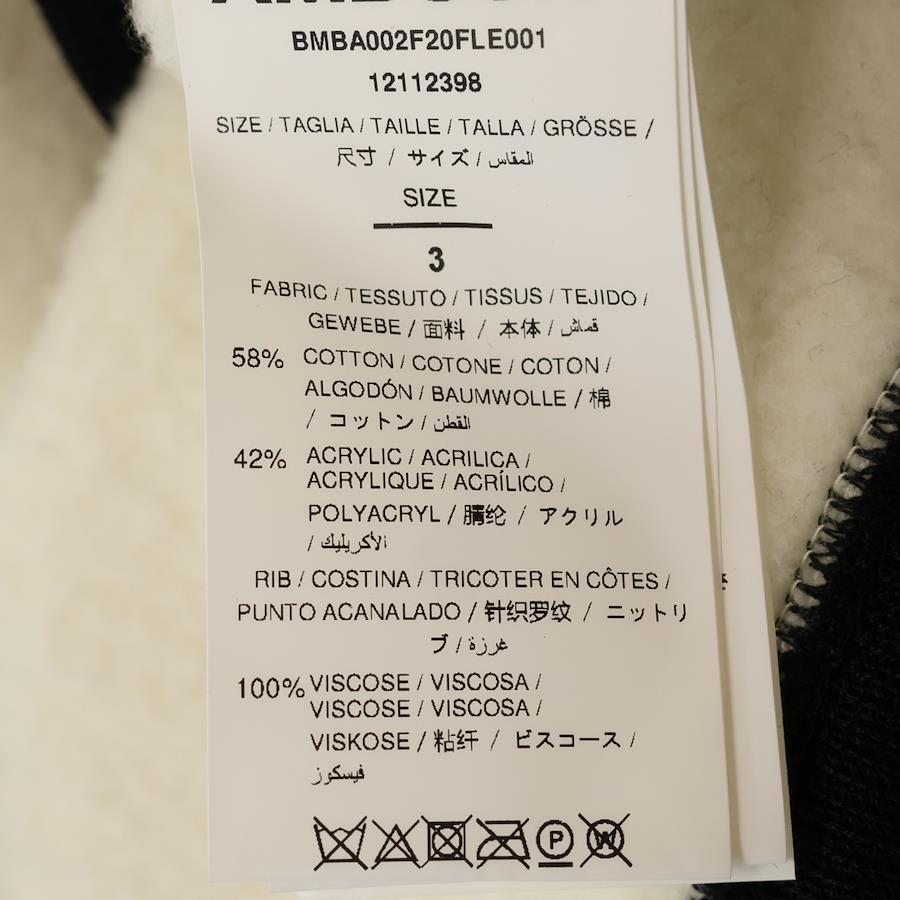 BMBA002F20FLE001
12112398
SIZE / TAGLIA / TAILLE / TALLA / GRÖSSE /
尺寸 / サイズ / المقاس
SIZE
3
FABRIC / TESSUTO / TISSUS / TEJIDO /
GEWEBE / 面料 / 本体 / قماش
58% COTTON / COTONE / COTON /
ALGODÓN / BAUMWOLLE / 棉
/ コットン / القطن
42% ACRYLIC / ACRILICA /
ACRYLIQUE / ACRÍLICO /
POLYACRYL / 腈纶 / アクリル
/ الأكريليك
RIB / COSTINA / TRICOTER EN CÔTES /
PUNTO ACANALADO / 针织罗纹 / ニットリ
ブ / غرزة
100% VISCOSE / VISCOSA /
VISCOSE / VISCOSA /
VISKOSE / 粘纤 / ビスコース /
فيسكوز
P W